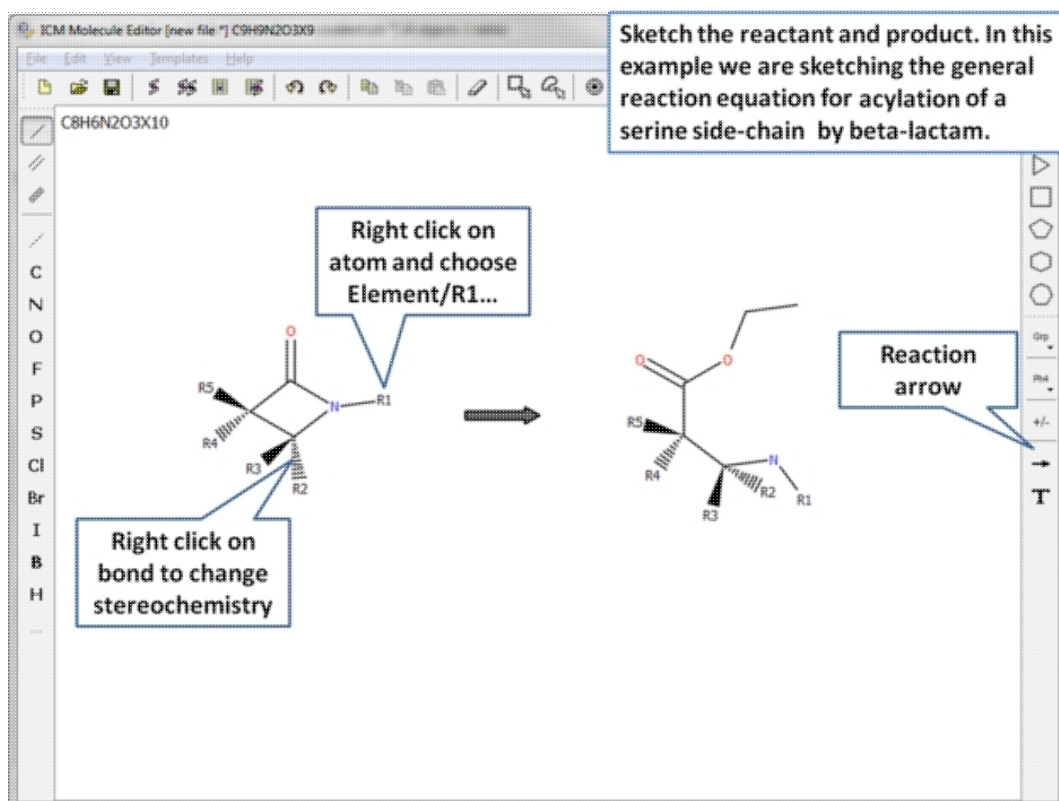 ICM Molecule Editor [new file *] C9H9N2O3X9
File Edit View Templates Help
Sketch the reactant and product. In this
example we are sketching the general
reaction equation for acylation of a
serine side-chain by beta-lactam.
C8H6N2O3X10
Right click on
atom and choose
Element/R1...
O
R5
N
R1
R4
R3
R2
Right click on
bond to change
stereochemistry
O
O
R5
R4
N
R2
R3
R1
Reaction
arrow
C
N
O
F
P
S
Cl
Br
I
B
H
...
Grp
Ph4
+/-
T